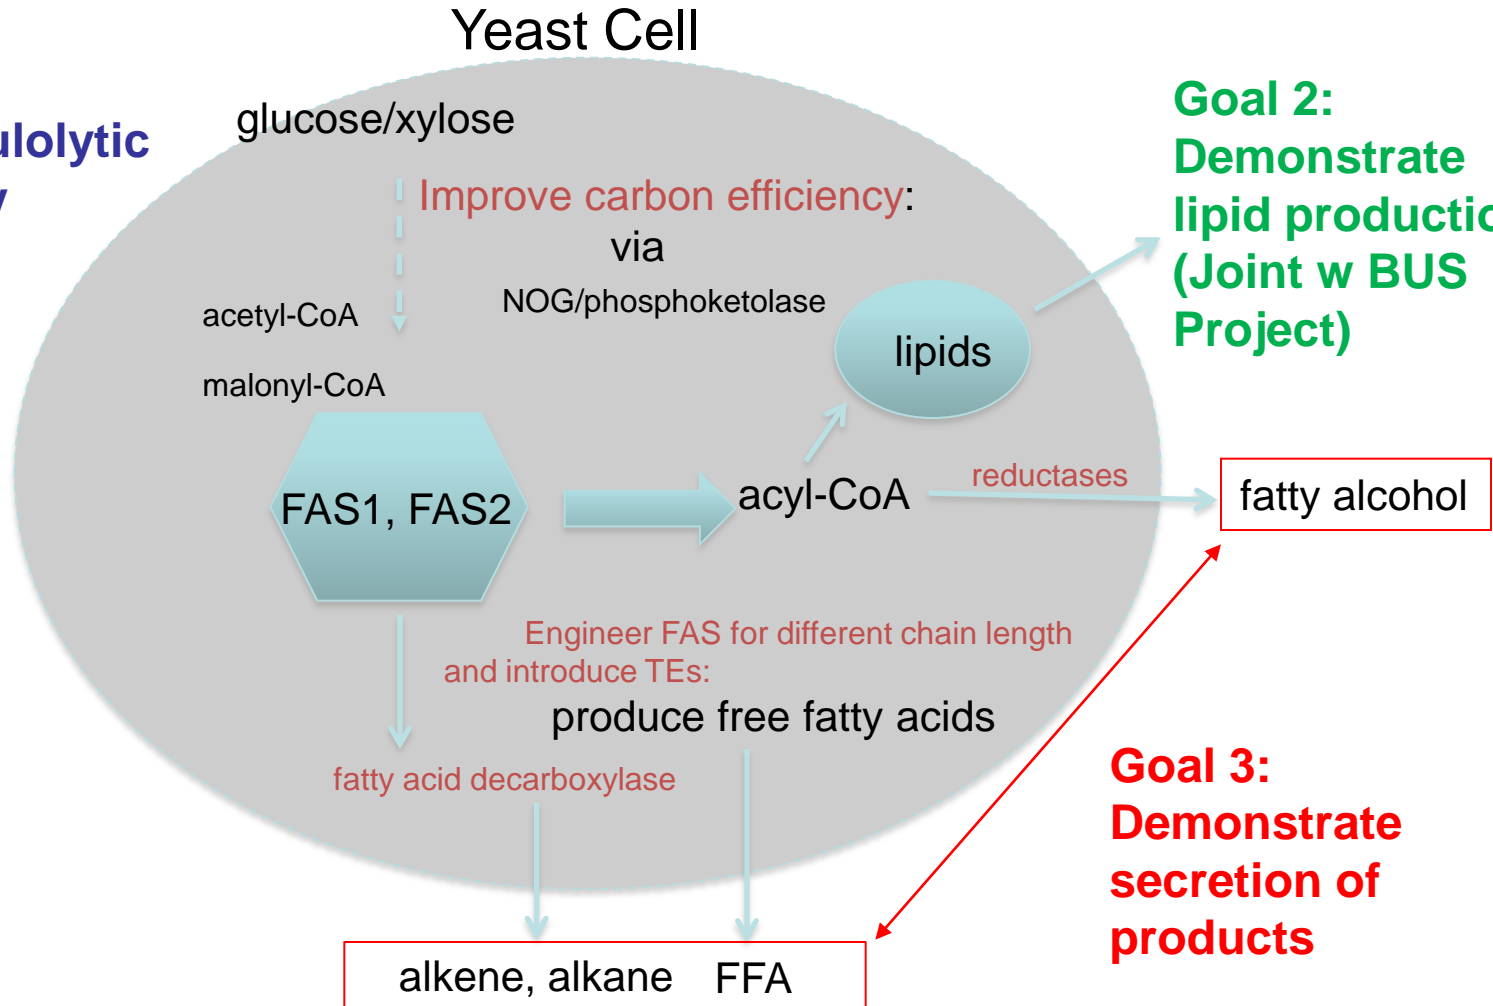 Yeast Cell
glucose/xylose
Improve carbon efficiency:
via
NOG/phosphoketolase
acetyl-CoA
malonyl-CoA
lipids
FAS1, FAS2
acyl-CoA
reductases
fatty alcohol
Engineer FAS for different chain length
and introduce TEs:
produce free fatty acids
fatty acid decarboxylase
alkene, alkane FFA
Goal 2:
Demonstrate
lipid
(Joint w BUS
Project)
Goal 3:
Demonstrate
secretion of
products